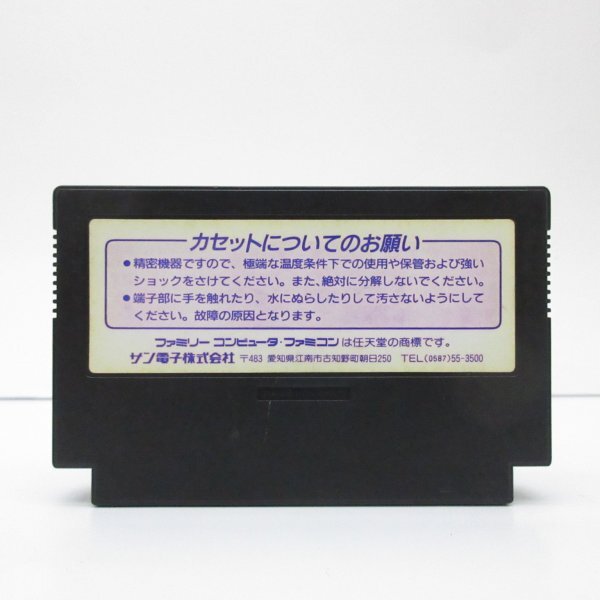 カセットについてのお願い
●精密機器ですので、極端な温度条件下での使用や保管および強い
ショックをさけてください。また、絶対に分解しないでください。
●端子部に手を触れたり、水にぬらしたりして汚さないようにして
ください。故障の原因となります。
ファミリー コンピュータ・ファミコンは任天堂の商標です。
サン電子株式会社 〒483 愛知県江南市古知野町朝日250 TEL(0587)55-3500